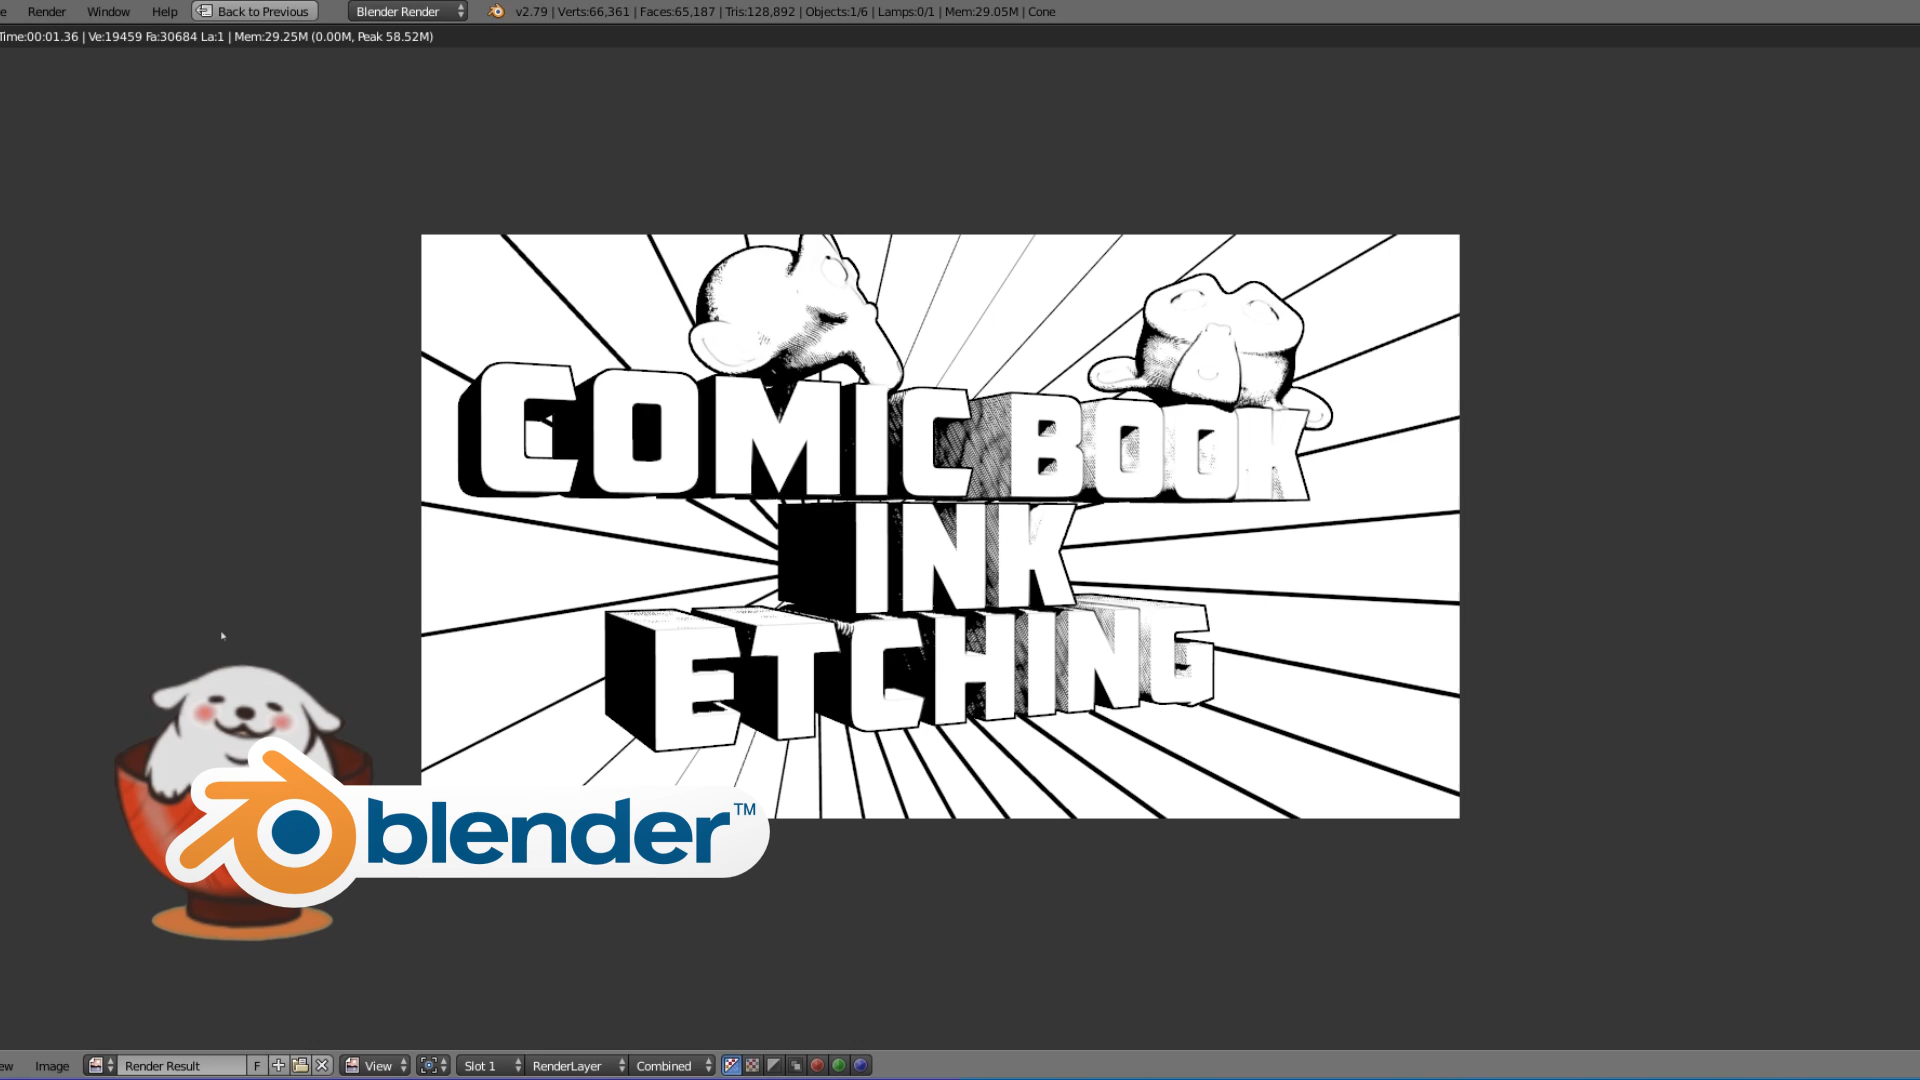 e Render Window Help Back to Previous Blender Render v2.79 | Verts:66,361 | Faces:65,187 | Tris:128,892 | Objects:1/6 | Lamps:0/1 | Mem:29.05M | Cone
Time:00:01.36 | Ve:19459 Fa:30684 La:1 | Mem:29.25M (0.00M, Peak 58.52M)
COMIC BOOK
INK
ETCHING
blender™
ew Image Render Result F View Slot 1 RenderLayer Combined